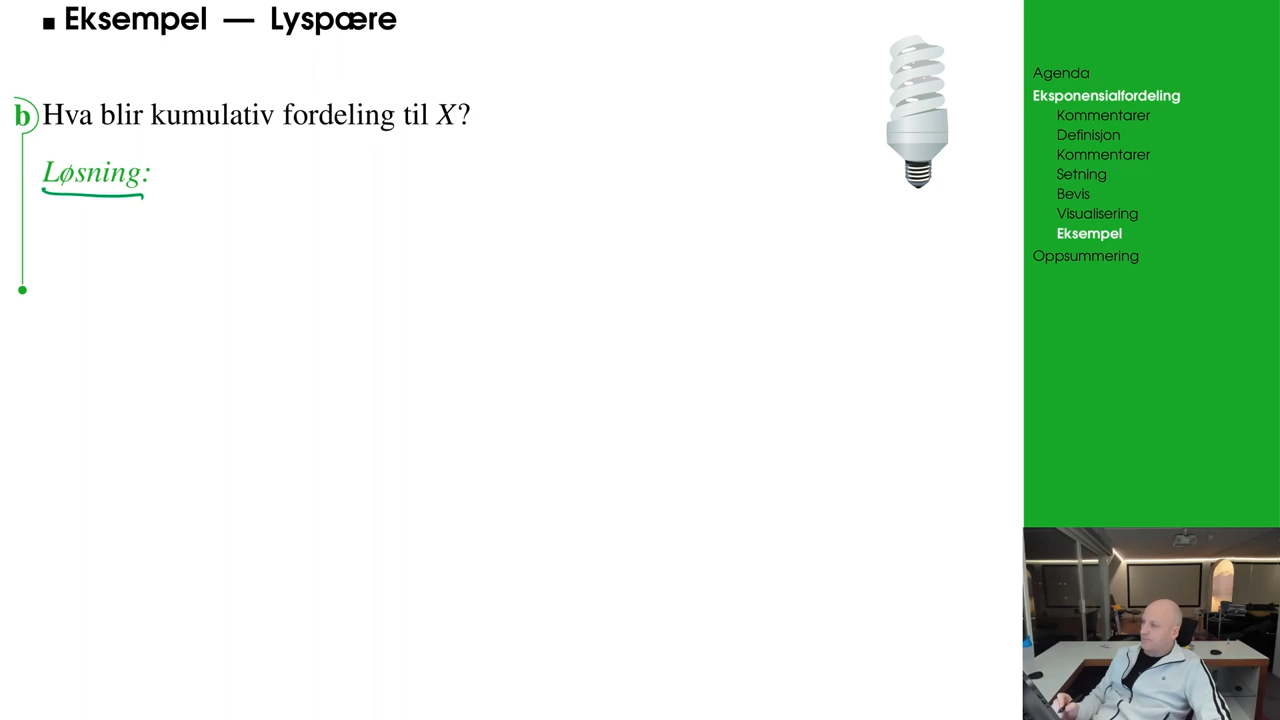 Eksempel — Lyspære
b Hva blir kumulativ fordeling til X?
Løsning:
Agenda
Eksponensialfordeling
Kommentarer
Definisjon
Kommentarer
Setning
Bevis
Visualisering
Eksempel
Oppsummering